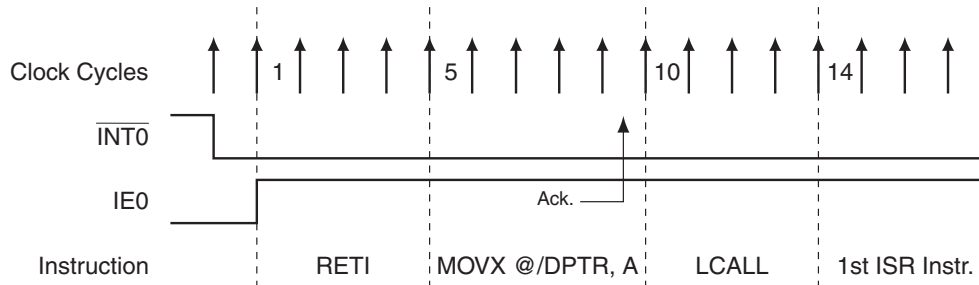 Clock Cycles 1 5 10 14
INT0
IE0
Ack.
Instruction RETI MOVX @/DPTR, A LCALL 1st ISR Instr.